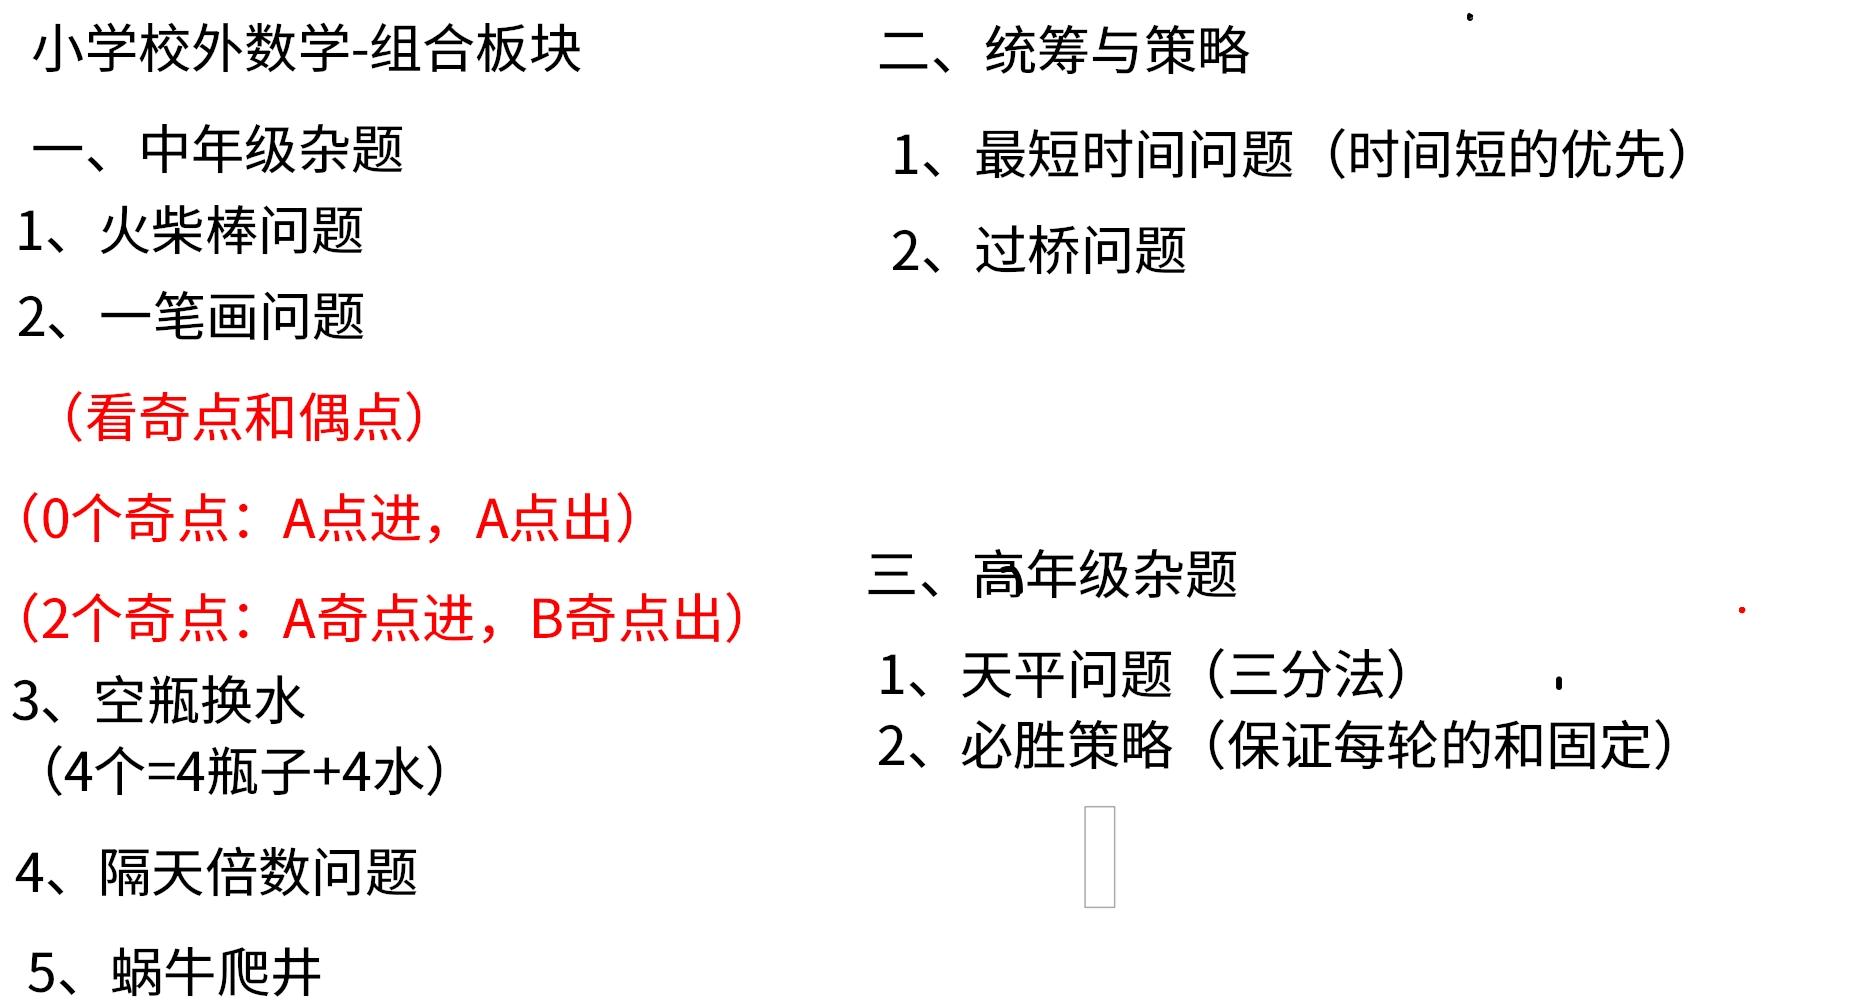 小学校外数学-组合板块
一、中年级杂题
1、火柴棒问题
2、一笔画问题
（看奇点和偶点）
（0个奇点：A点进，A点出）
（2个奇点：A奇点进，B奇点出）
3、空瓶换水
（4个=4瓶子+4水）
4、隔天倍数问题
5、蜗牛爬井
二、统筹与策略
1、最短时间问题（时间短的优先）
2、过桥问题
三、高年级杂题
1、天平问题（三分法）
2、必胜策略（保证每轮的和固定）